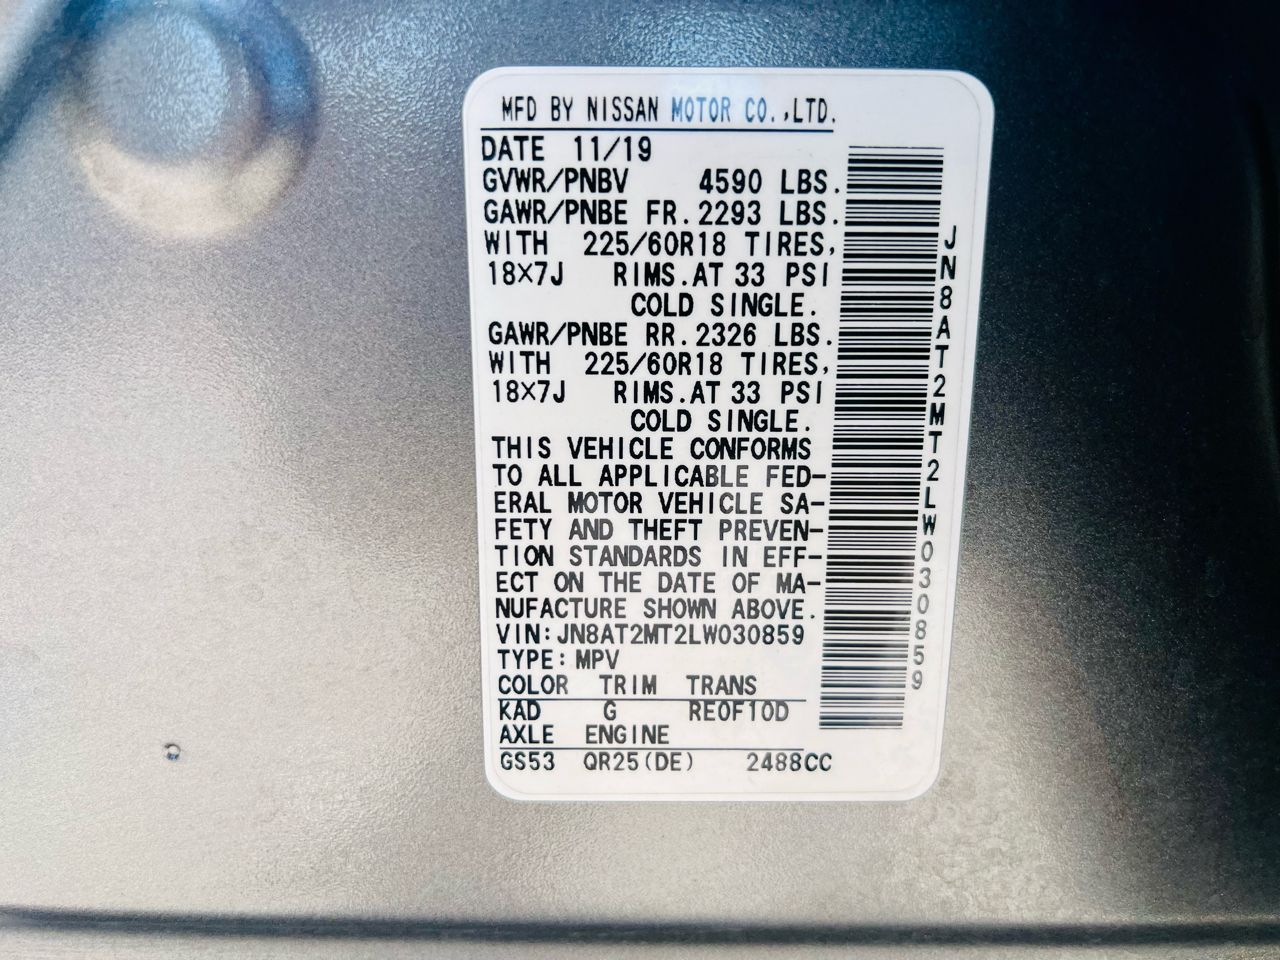 MFD BY NISSAN MOTOR CO.,LTD.
DATE 11/19
GVWR/PNBV 4590 LBS.
GAWR/PNBE FR. 2293 LBS.
WITH 225/60R18 TIRES,
18×7J RIMS. AT 33 PSI
COLD SINGLE.
GAWR/PNBE RR. 2326 LBS.
WITH 225/60R18 TIRES,
18×7J RIMS. AT 33 PSI
COLD SINGLE.
THIS VEHICLE CONFORMS
TO ALL APPLICABLE FED-
ERAL MOTOR VEHICLE SA-
FETY AND THEFT PREVEN-
TION STANDARDS IN EFF-
ECT ON THE DATE OF MA-
NUFACTURE SHOWN ABOVE.
VIN: JN8AT2MT2LW030859
TYPE: MPV
COLOR TRIM TRANS
KAD G RE0F10D
AXLE ENGINE
GS53 QR25(DE) 2488CC
JN8AT2MT2LW030859